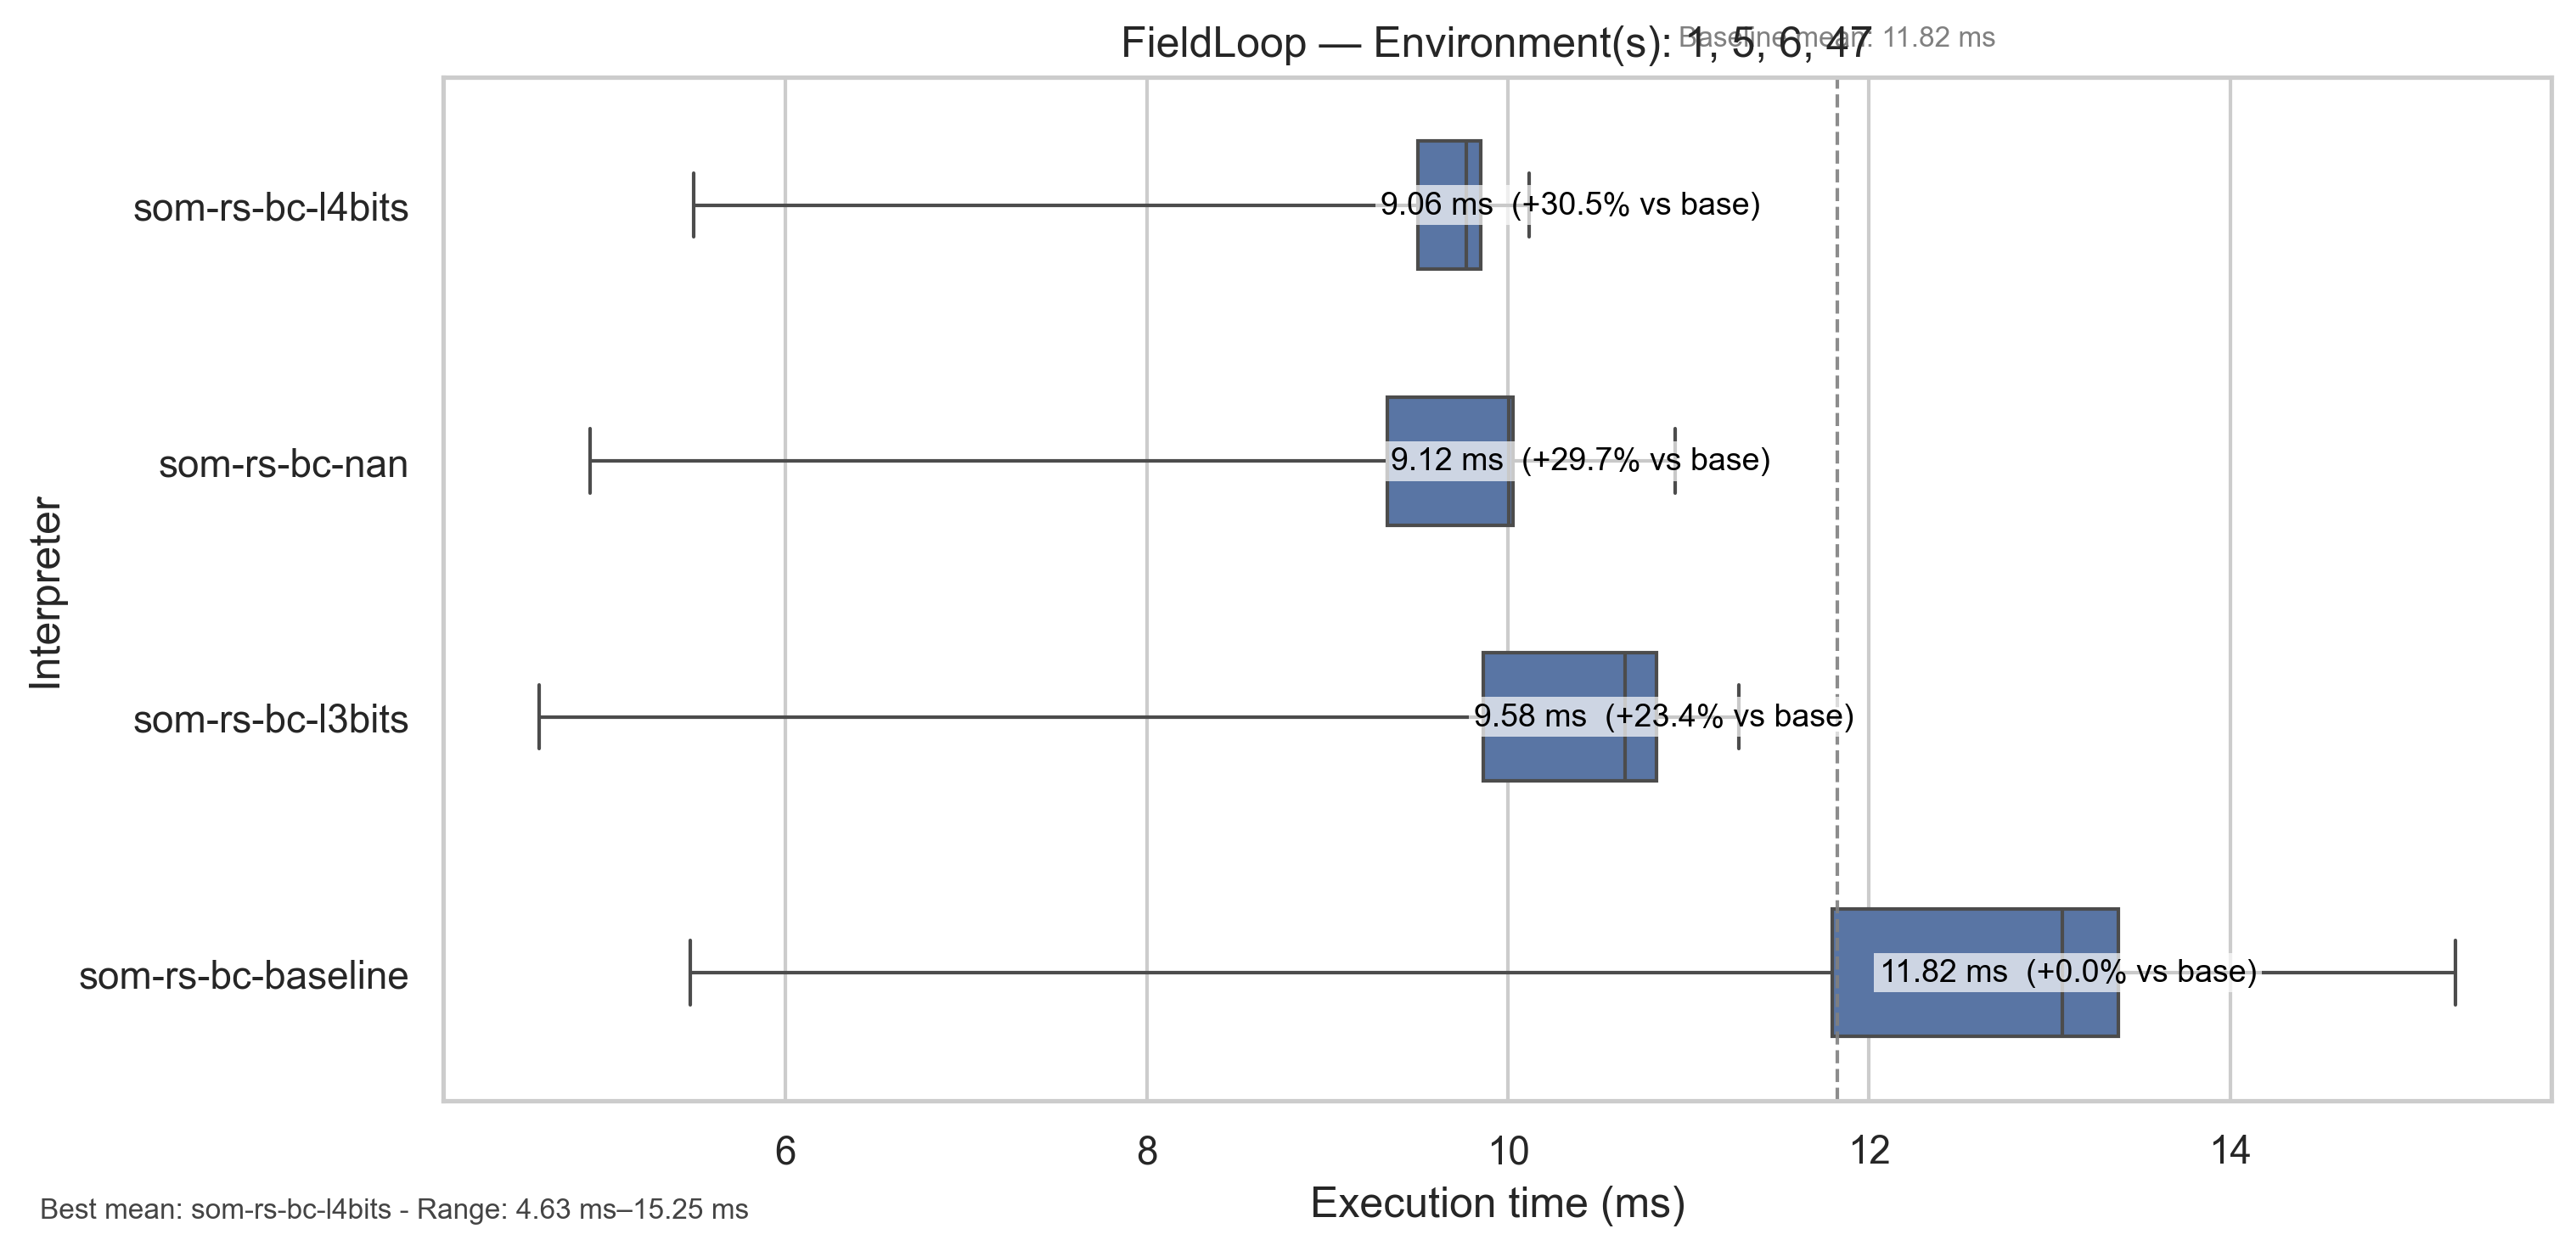 FieldLoop — Environment(s): 1, 5, 6, 47
Baseline mean: 11.82 ms
som-rs-bc-l4bits
9.06 ms (+30.5% vs base)
som-rs-bc-nan
9.12 ms (+29.7% vs base)
Interpreter
som-rs-bc-l3bits
9.58 ms (+23.4% vs base)
som-rs-bc-baseline
11.82 ms (+0.0% vs base)
6 8 10 12 14
Execution time (ms)
Best mean: som-rs-bc-l4bits - Range: 4.63 ms–15.25 ms